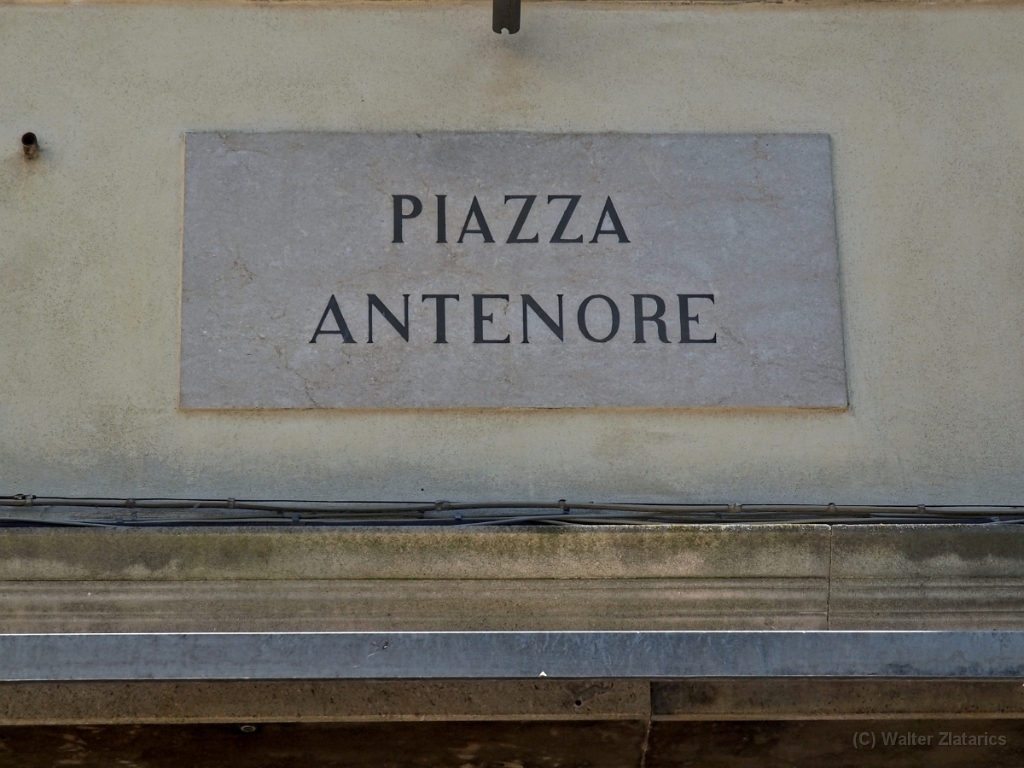 PIAZZA
ANTENORE
(C) Walter Zlatarics